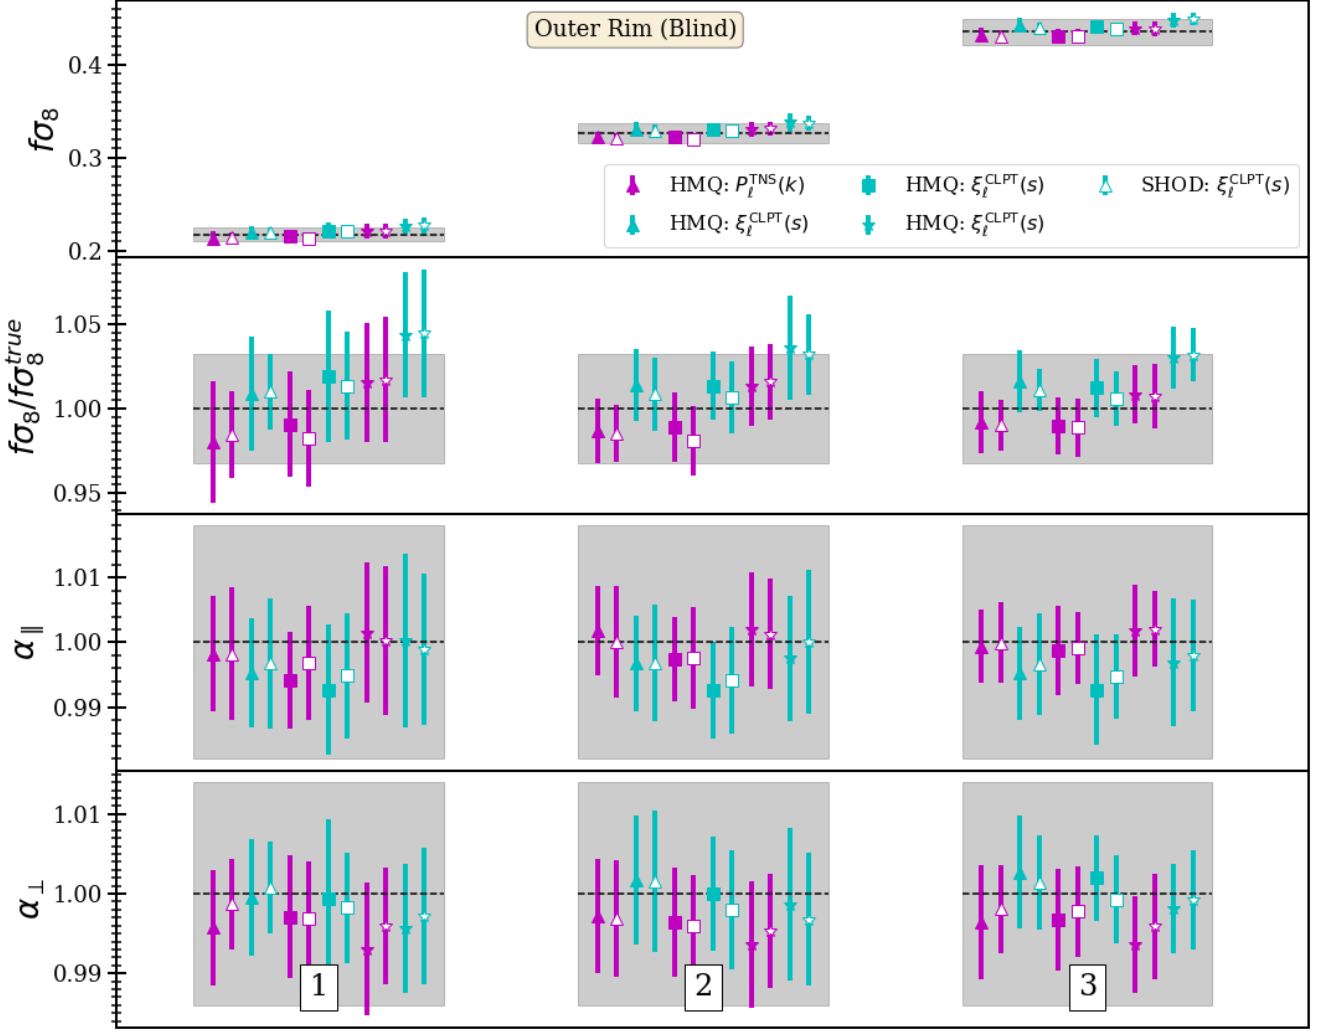 Outer Rim (Blind)
fσ₈
0.4
0.3
0.2
HMQ: P_ℓ^TNS(k)
HMQ: ξ_ℓ^CLPT(s)
SHOD: ξ_ℓ^CLPT(s)
HMQ: ξ_ℓ^CLPT(s)
HMQ: ξ_ℓ^CLPT(s)
fσ₈/fσ₈^true
1.05
1.00
0.95
α_∥
1.01
1.00
0.99
α_⊥
1.01
1.00
0.99
1
2
3